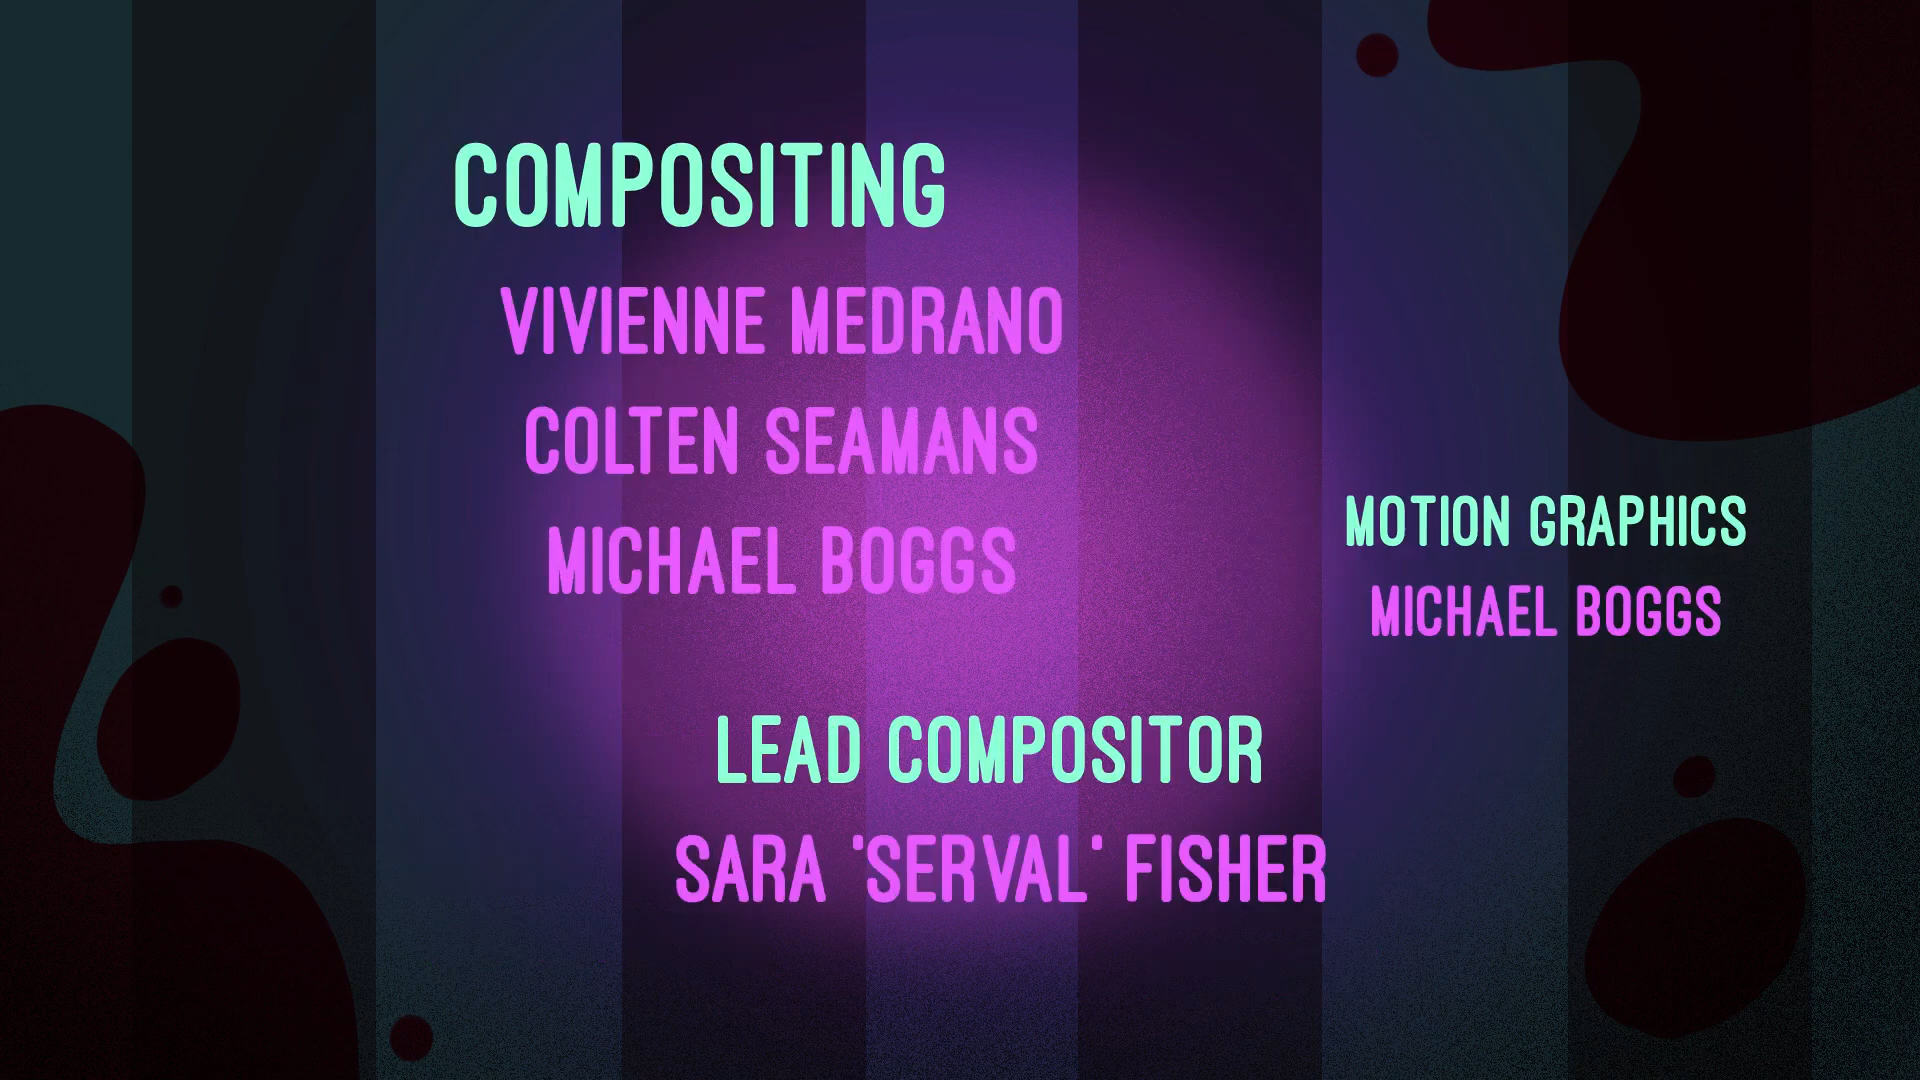 COMPOSITING
VIVIENNE MEDRANO
COLTEN SEAMANS
MICHAEL BOGGS
MOTION GRAPHICS
MICHAEL BOGGS
LEAD COMPOSITOR
SARA 'SERVAL' FISHER